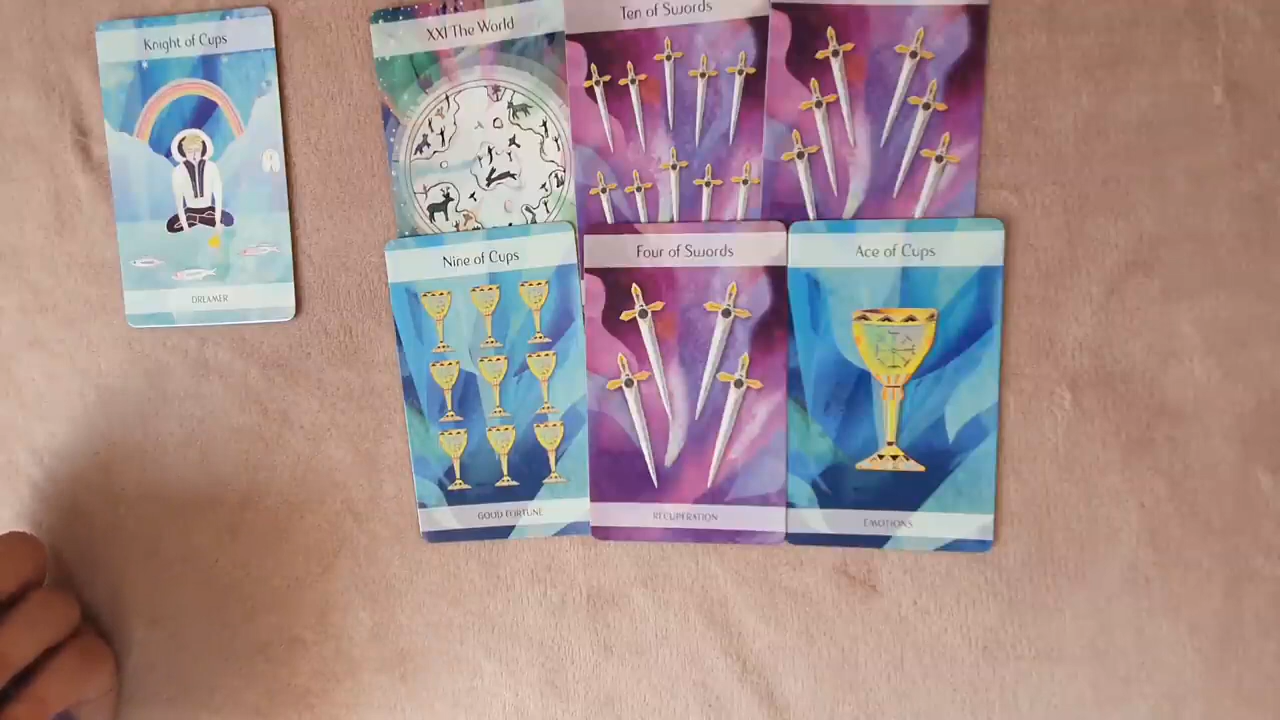 Knight of Cups
DREAMER
XXI The World
Ten of Swords
Nine of Cups
GOOD FORTUNE
Four of Swords
RECUPERATION
Ace of Cups
EMOTIONS